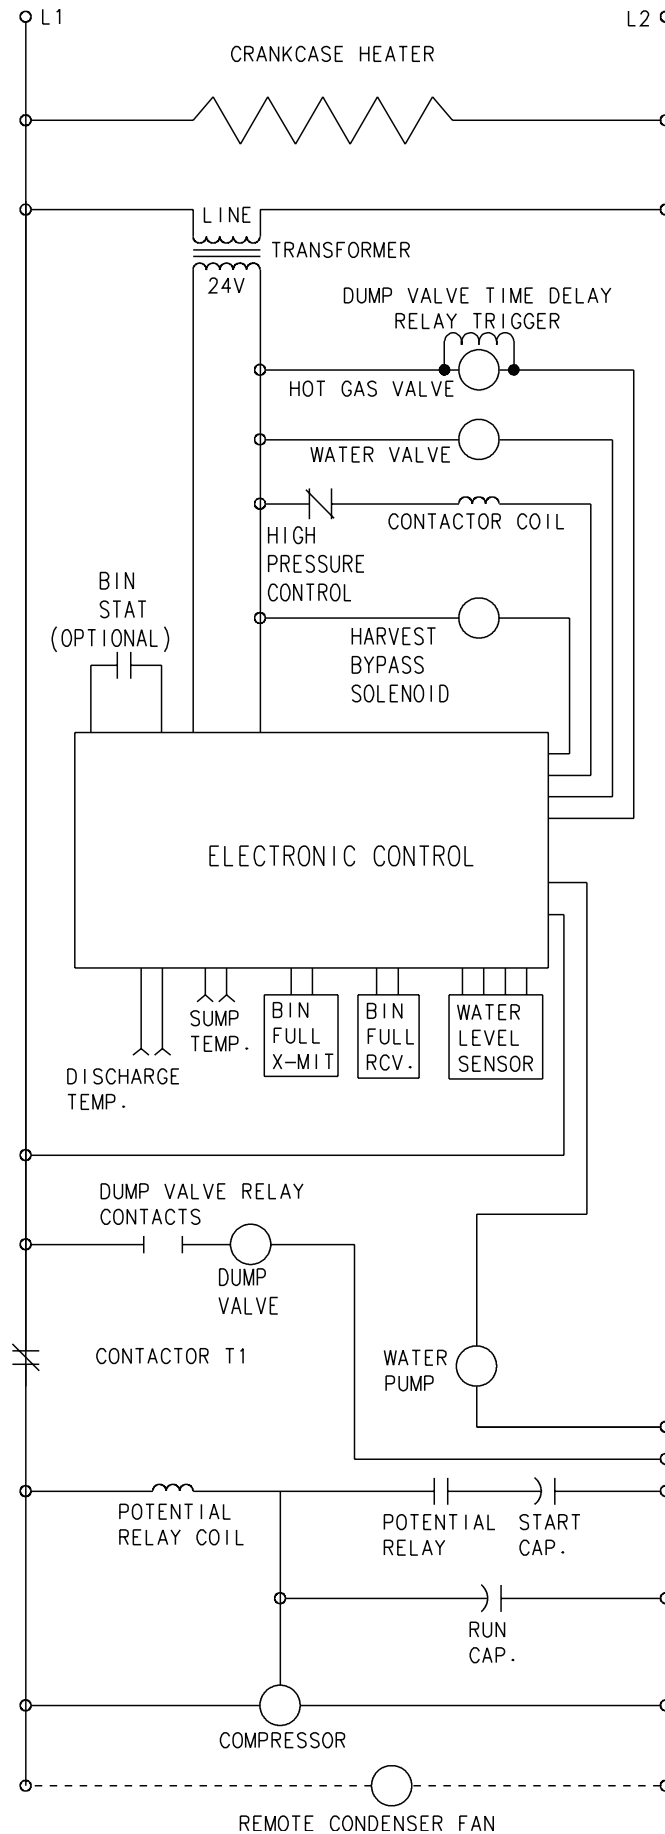 L1
L2
CRANKCASE HEATER
LINE
TRANSFORMER
24V
DUMP VALVE TIME DELAY
RELAY TRIGGER
HOT GAS VALVE
WATER VALVE
CONTACTOR COIL
HIGH
PRESSURE
CONTROL
BIN
STAT
(OPTIONAL)
HARVEST
BYPASS
SOLENOID
ELECTRONIC CONTROL
SUMP
TEMP.
BIN
FULL
X-MIT
BIN
FULL
RCV.
WATER
LEVEL
SENSOR
DISCHARGE
TEMP.
DUMP VALVE RELAY
CONTACTS
DUMP
VALVE
CONTACTOR T1
WATER
PUMP
POTENTIAL
RELAY COIL
POTENTIAL
RELAY
START
CAP.
RUN
CAP.
COMPRESSOR
REMOTE CONDENSER FAN